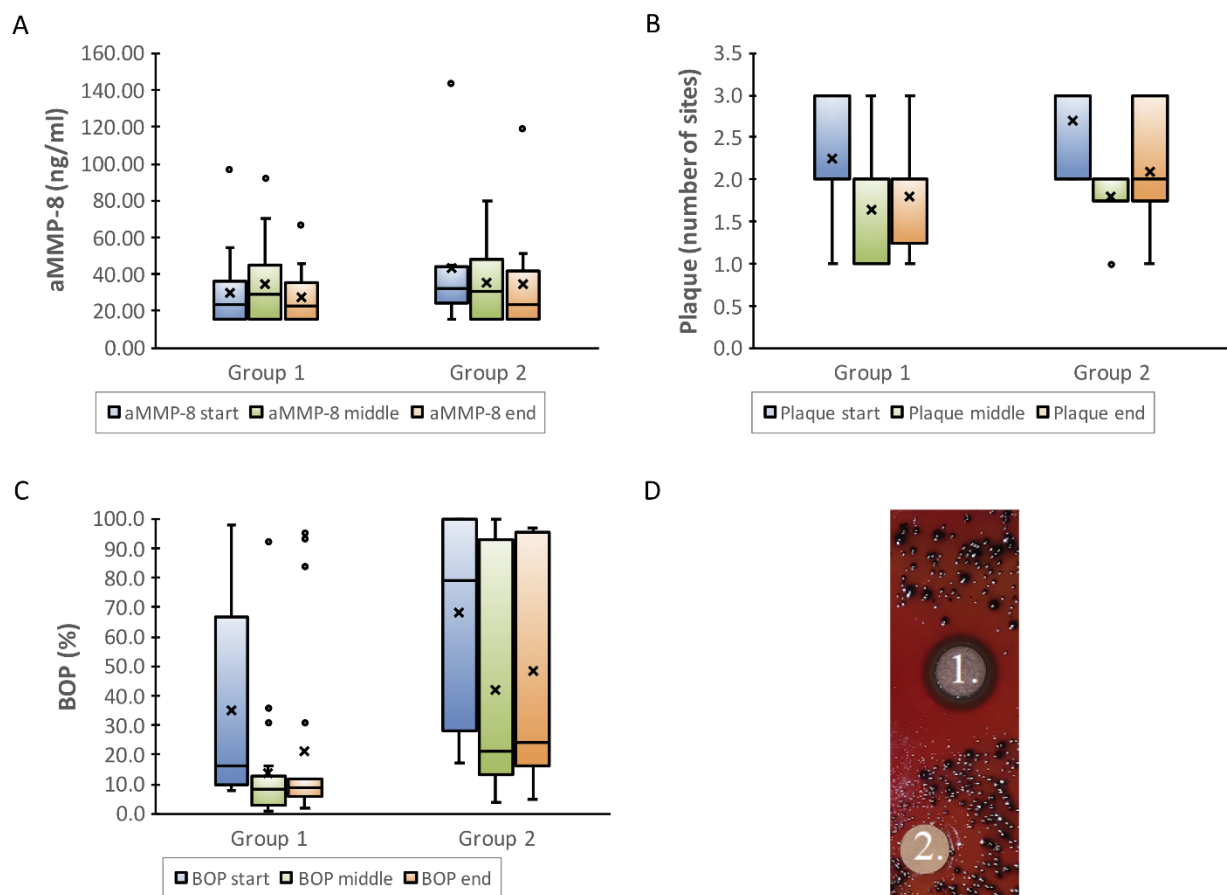 A
160.00
140.00
120.00
100.00
80.00
60.00
40.00
20.00
0.00
aMMP-8 (ng/ml)
Group 1 Group 2
aMMP-8 start aMMP-8 middle aMMP-8 end
B
3.5
3.0
2.5
2.0
1.5
1.0
0.5
0.0
Plaque (number of sites)
Group 1 Group 2
Plaque start Plaque middle Plaque end
C
100.0
90.0
80.0
70.0
60.0
50.0
40.0
30.0
20.0
10.0
0.0
BOP (%)
Group 1 Group 2
BOP start BOP middle BOP end
D
1.
2.